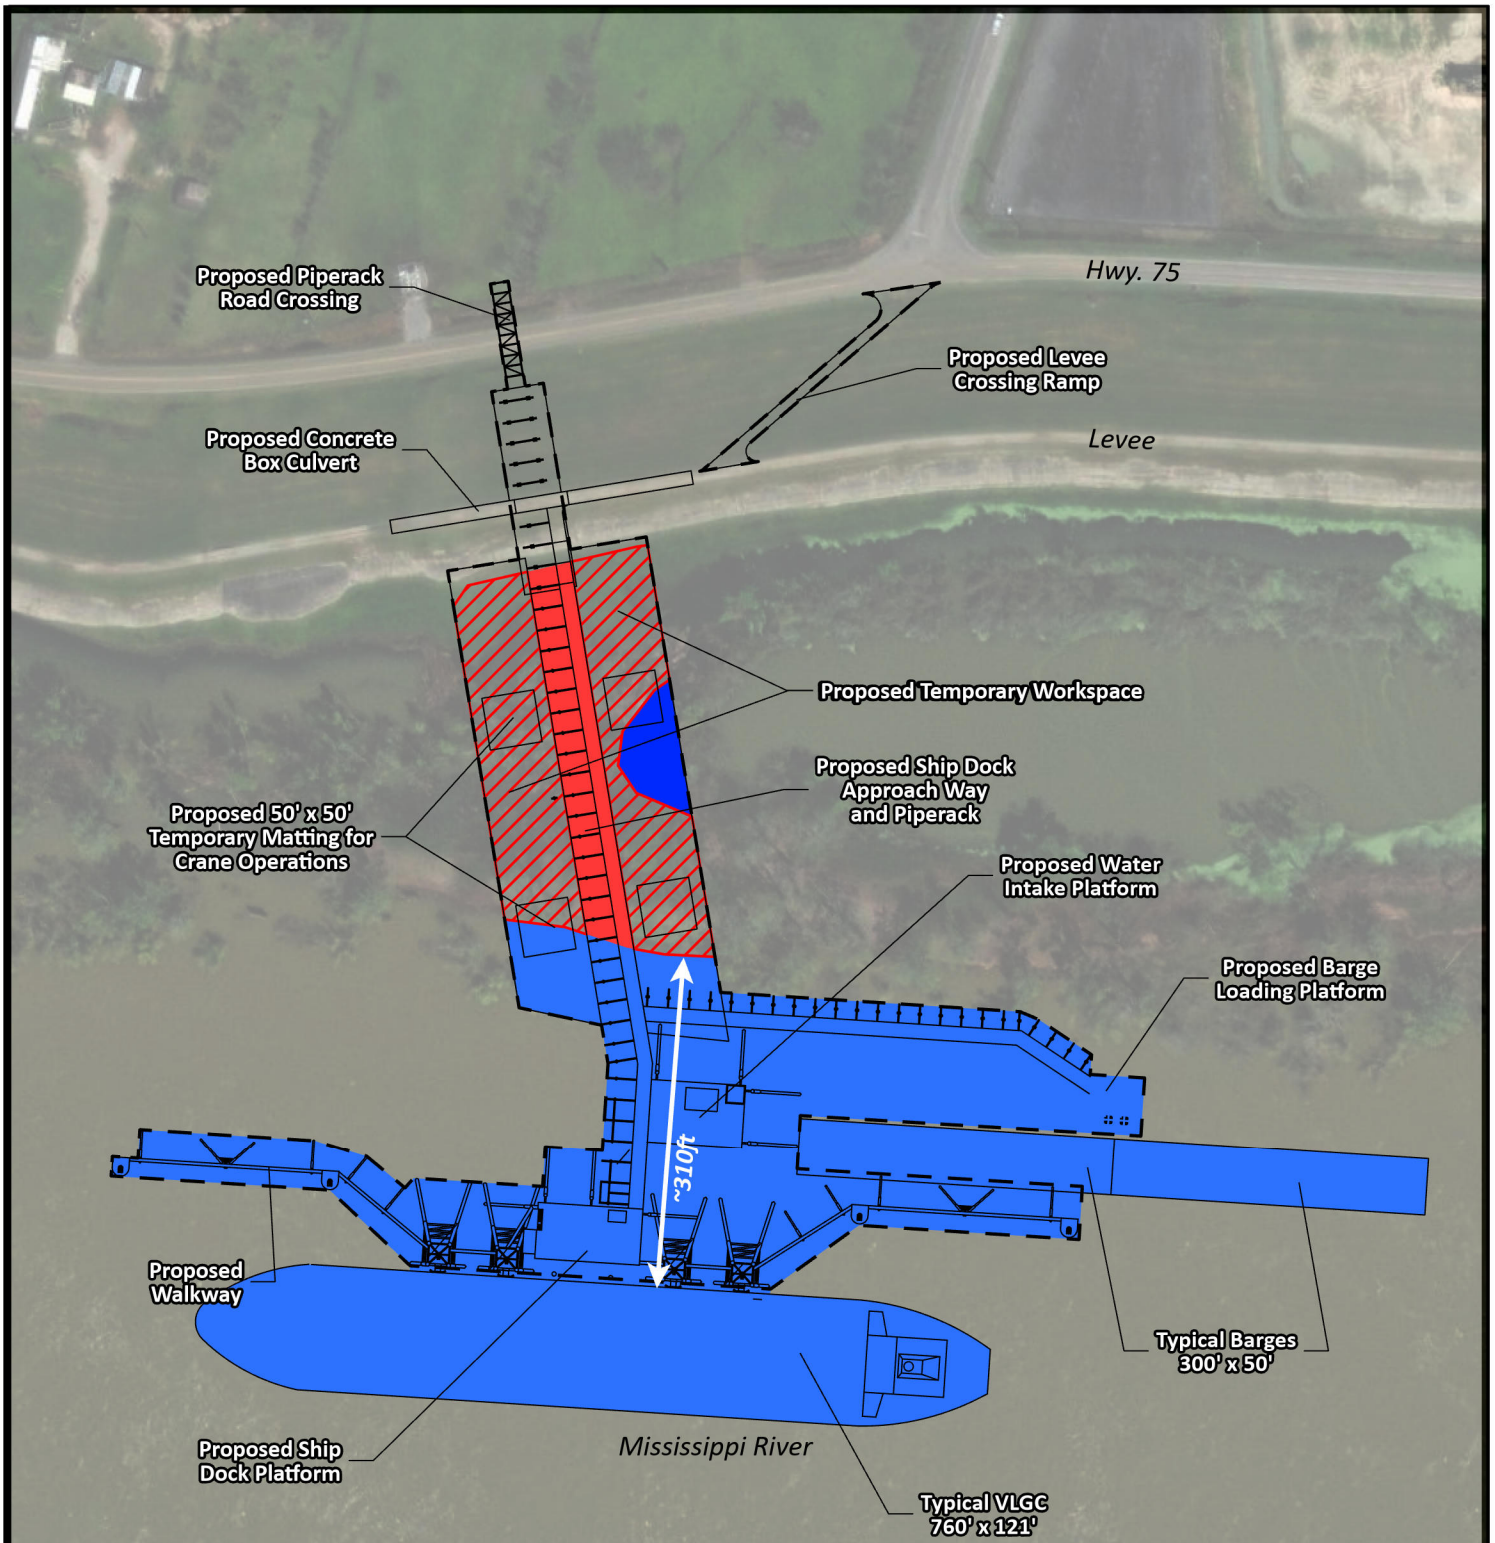 Hwy. 75
Proposed Piperack
Road Crossing
Proposed Levee
Crossing Ramp
Proposed Concrete
Box Culvert
Levee
Proposed Temporary Workspace
Proposed Ship Dock
Approach Way
and Piperack
Proposed 50' x 50'
Temporary Matting for
Crane Operations
Proposed Water
Intake Platform
Proposed Barge
Loading Platform
~310ft
Proposed
Walkway
Typical Barges
300' x 50'
Mississippi River
Proposed Ship
Dock Platform
Typical VLGC
760' x 121'